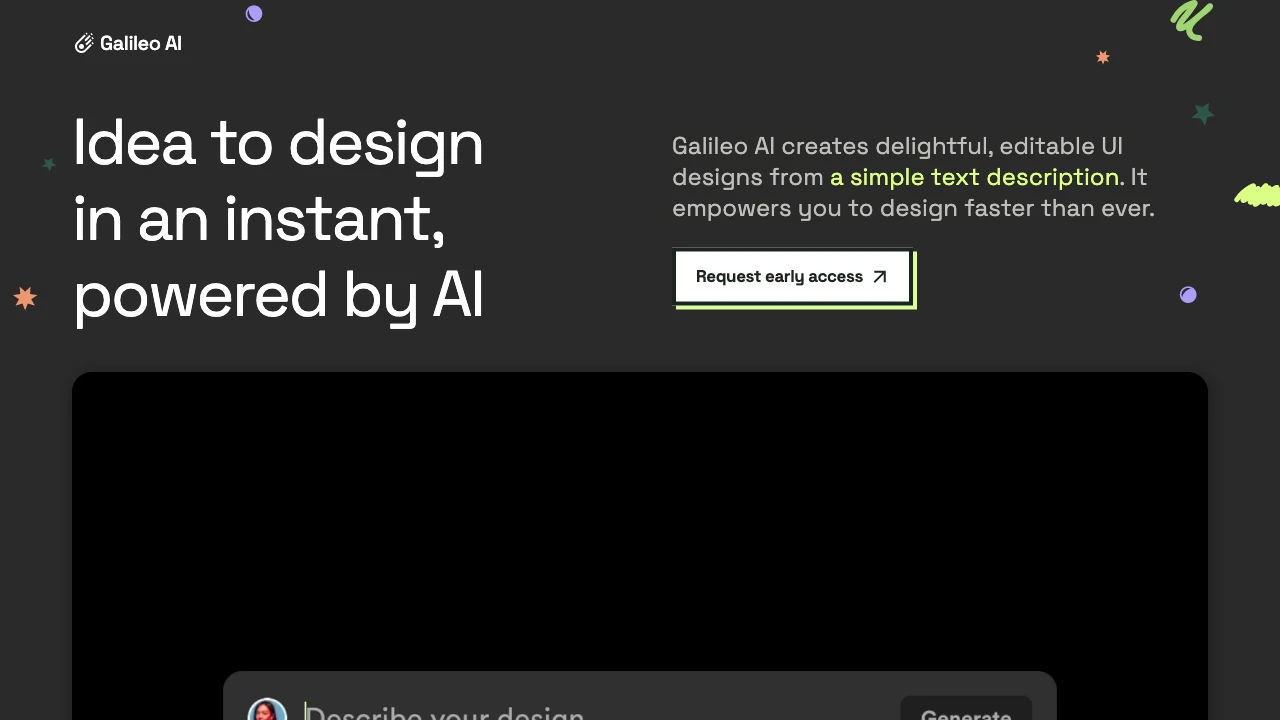 Galileo AI
Idea to design
in an instant,
powered by AI
Galileo AI creates delightful, editable UI
designs from a simple text description. It
empowers you to design faster than ever.
Request early access
Describe your design
Generate